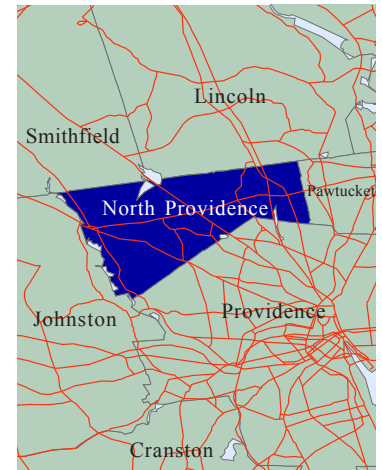 Lincoln
Smithfield
Pawtucket
North Providence
Johnston
Providence
Cranston